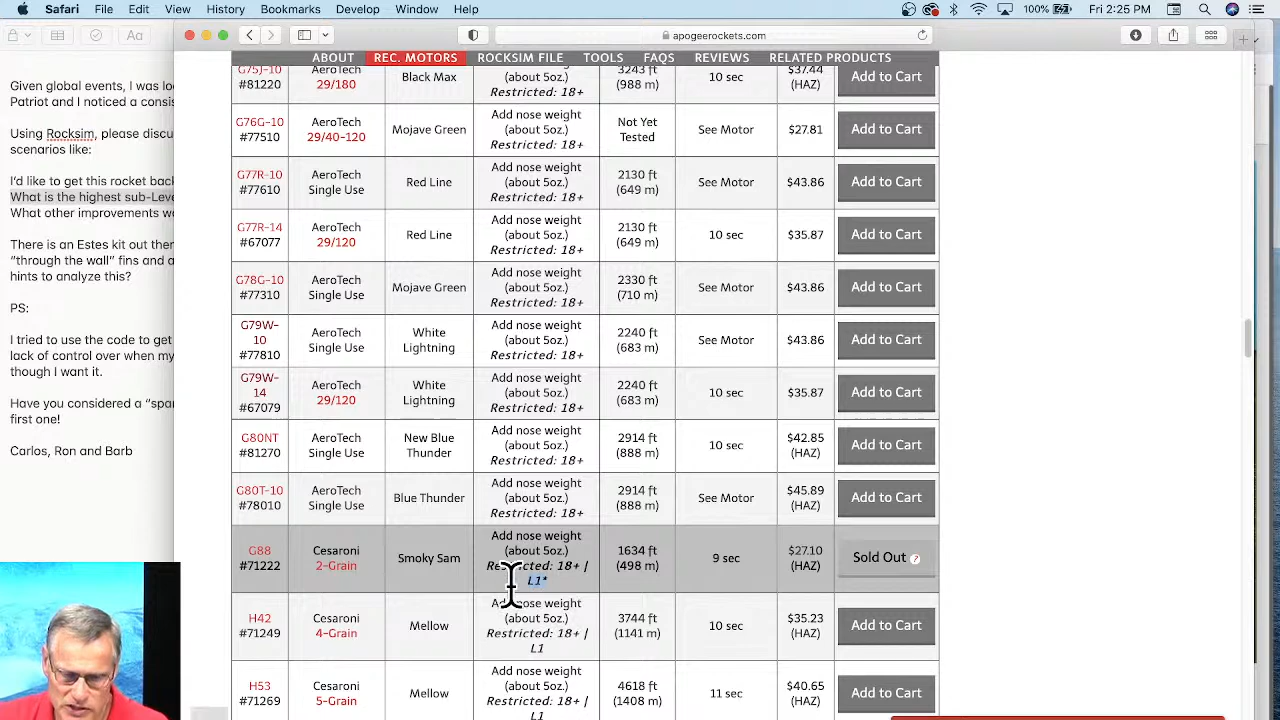 Safari File Edit View History Bookmarks Window Help
100% Fri 2:25 PM
apogeerockets.com
ABOUT REC. MOTORS ROCKSIM FILE TOOLS FAQS REVIEWS RELATED PRODUCTS
Given global events, I was
Patriot and I noticed a
Using Rocksim, please
scenarios like:
I'd like to get this rocket
What is the highest
What other improvements
There is an Estes kit out
"through the wall" fins and
hints to analyze this?
PS:
I tried to use the code to get
lack of control over when my
though I want it.
Have you considered a
first one!
Carlos, Ron and Barb
G75J-10
#81220
AeroTech
29/180
Black Max
(about 5oz.)
Restricted: 18+
3243 ft
(988 m)
10 sec
$37.44
(HAZ)
Add to Cart
G76G-10
#77510
AeroTech
29/40-120
Mojave Green
Add nose weight
(about 5oz.)
Restricted: 18+
Not Yet
Tested
See Motor
$27.81
Add to Cart
G77R-10
#77610
AeroTech
Single Use
Red Line
Add nose weight
(about 5oz.)
Restricted: 18+
2130 ft
(649 m)
See Motor
$43.86
Add to Cart
G77R-14
#67077
AeroTech
29/120
Red Line
Add nose weight
(about 5oz.)
Restricted: 18+
2130 ft
(649 m)
10 sec
$35.87
Add to Cart
G78G-10
#77310
AeroTech
Single Use
Mojave Green
Add nose weight
(about 5oz.)
Restricted: 18+
2330 ft
(710 m)
See Motor
$43.86
Add to Cart
G79W-
10
#77810
AeroTech
Single Use
White
Lightning
Add nose weight
(about 5oz.)
Restricted: 18+
2240 ft
(683 m)
See Motor
$43.86
Add to Cart
G79W-
14
#67079
AeroTech
29/120
White
Lightning
Add nose weight
(about 5oz.)
Restricted: 18+
2240 ft
(683 m)
10 sec
$35.87
Add to Cart
G80NT
#81270
AeroTech
Single Use
New Blue
Thunder
Add nose weight
(about 5oz.)
Restricted: 18+
2914 ft
(888 m)
10 sec
$42.85
(HAZ)
Add to Cart
G80T-10
#78010
AeroTech
Single Use
Blue Thunder
Add nose weight
(about 5oz.)
Restricted: 18+
2914 ft
(888 m)
See Motor
$45.89
(HAZ)
Add to Cart
G88
#71222
Cesaroni
2-Grain
Smoky Sam
Add nose weight
(about 5oz.)
Restricted: 18+ |
L1*
1634 ft
(498 m)
9 sec
$27.10
(HAZ)
Sold Out ?
H42
#71249
Cesaroni
4-Grain
Mellow
Add nose weight
(about 5oz.)
Restricted: 18+ |
L1
3744 ft
(1141 m)
10 sec
$35.23
(HAZ)
Add to Cart
H53
#71269
Cesaroni
5-Grain
Mellow
Add nose weight
(about 5oz.)
Restricted: 18+ |
L1
4618 ft
(1408 m)
11 sec
$40.65
(HAZ)
Add to Cart